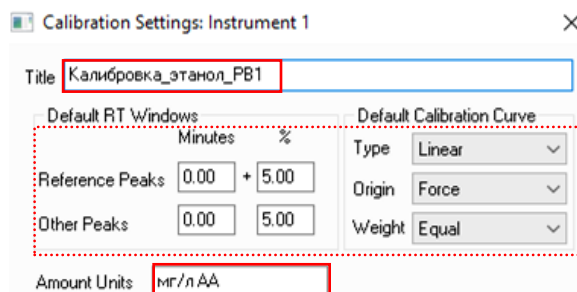 Calibration Settings: Instrument 1
Title Калибровка_этанол_РВ1
Default RT Windows
Minutes %
Reference Peaks 0.00 + 5.00
Other Peaks 0.00 5.00
Default Calibration Curve
Type Linear
Origin Force
Weight Equal
Amount Units мг/л АА